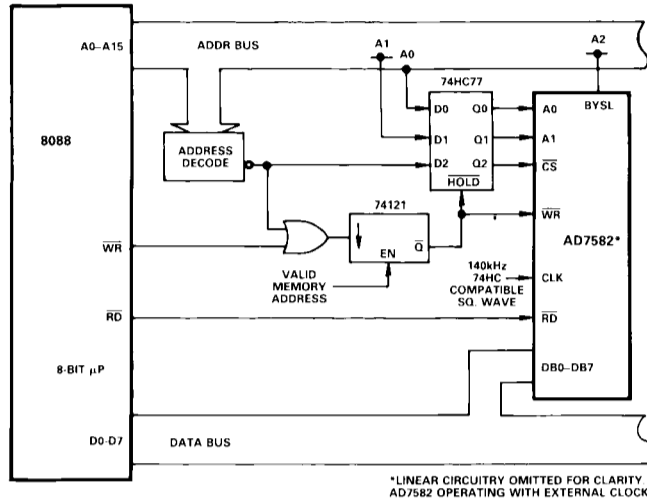 A0–A15
ADDR BUS
A1
A0
A2
74HC77
8088
ADDRESS
DECODE
D0
Q0
D1
Q1
D2
Q2
HOLD
BYSL
A0
A1
CS
WR
AD7582*
CLK
RD
DB0–DB7
74121
Q
EN
WR
VALID
MEMORY
ADDRESS
140kHz
74HC
COMPATIBLE
SQ. WAVE
RD
8-BIT μP
D0-D7
DATA BUS
*LINEAR CIRCUITRY OMITTED FOR CLARITY
AD7582 OPERATING WITH EXTERNAL CLOCK